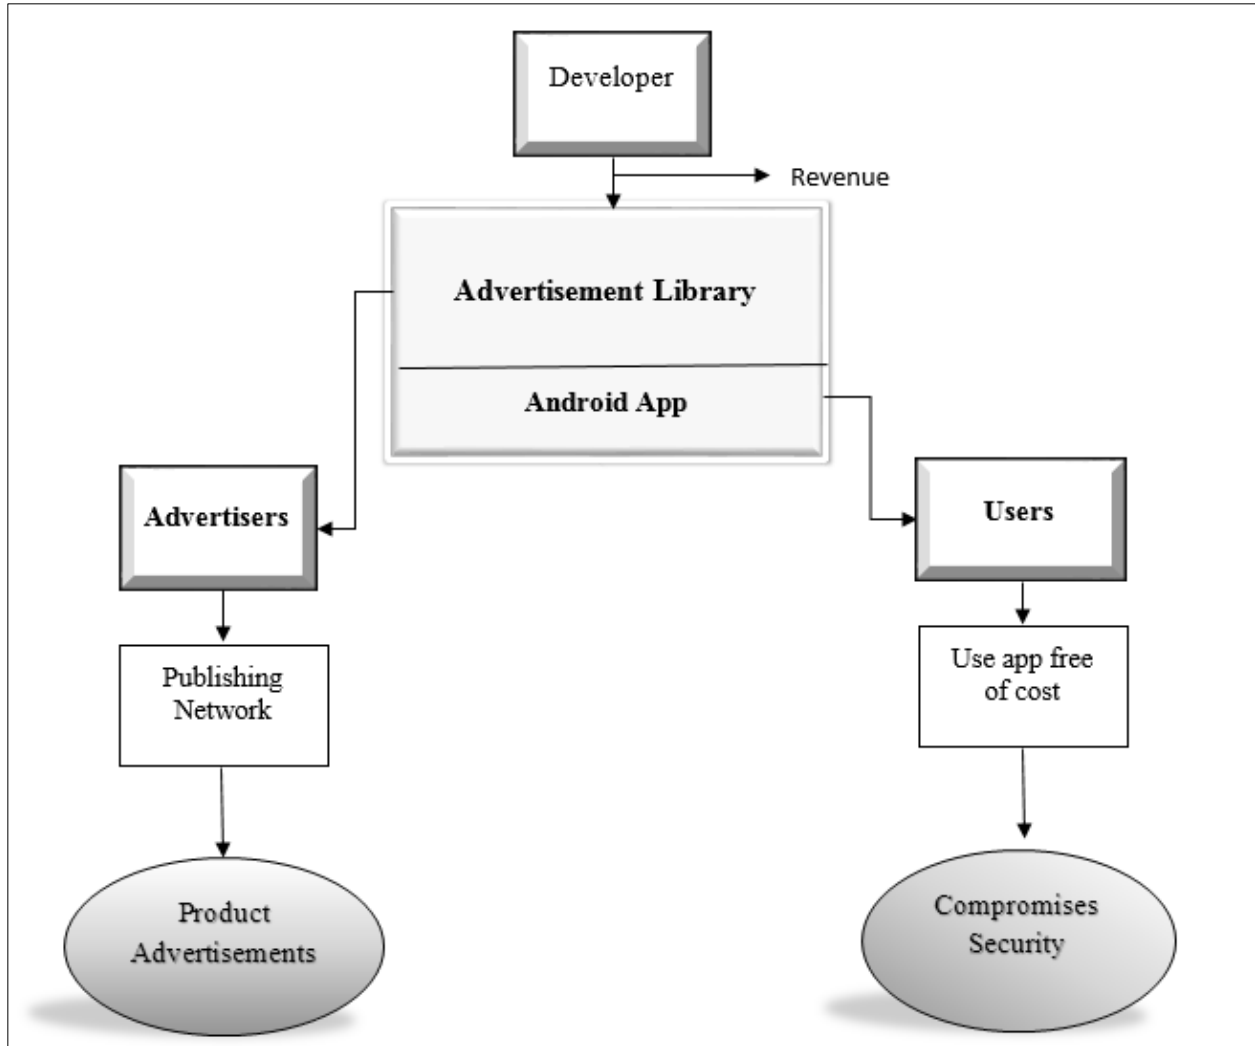 Developer
Revenue
Advertisement Library
Android App
Advertisers
Users
Publishing
Network
Use app free
of cost
Product
Advertisements
Compromises
Security